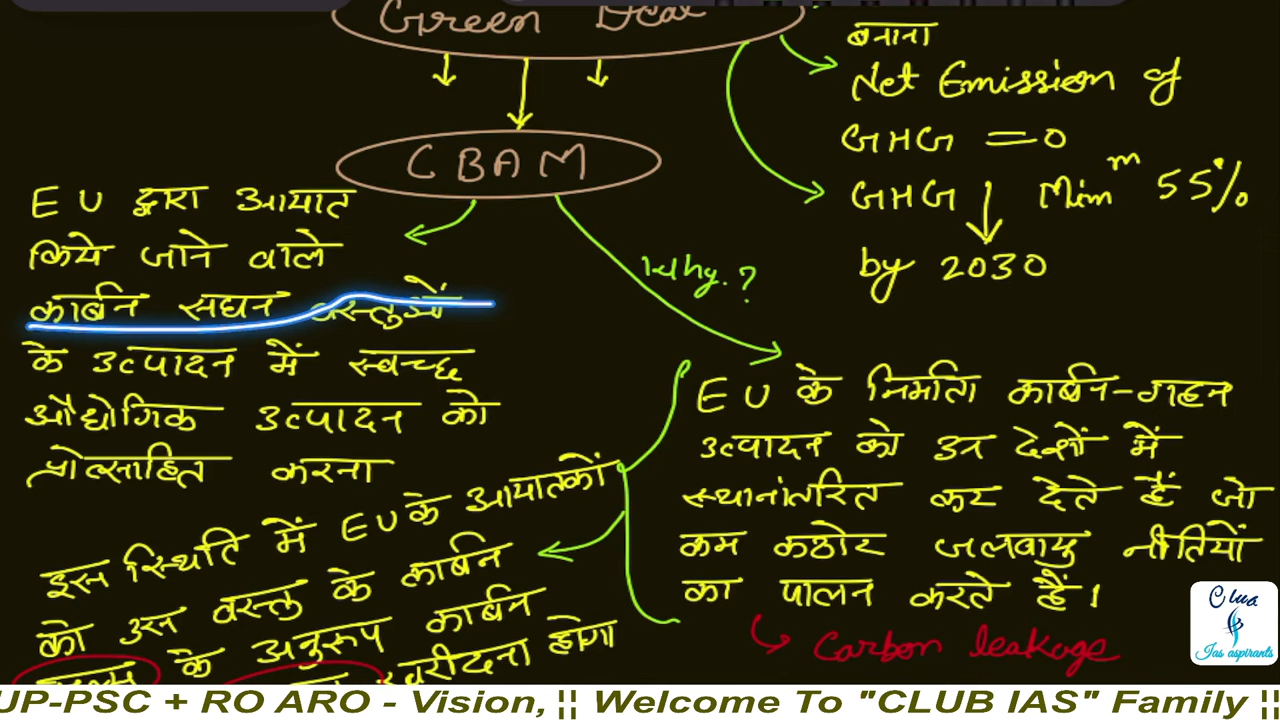 Green Deal
बनाना
Net Emission of
GHG = 0
GHG ↓ Mimᵐ 55%
by 2030
CBAM
EU द्वारा आयात
किये जाने वाले
कार्बन सघन वस्तुओं
के उत्पादन में स्वच्छ
औद्योगिक उत्पादन को
प्रोत्साहित करना
Why.?
EU के निर्माता कार्बन-गहन
उत्पादन को उन देशों में
स्थानांतरित कर देते हैं जो
कम कठोर जलवायु नीतियों
का पालन करते हैं।
↳ Carbon leakage
इस स्थिति में EU के आयातकों
को उस वस्तु के कार्बन
के अनुरूप कार्बन
खरीदना होगा
Club
Ias aspirants
UP-PSC + RO ARO - Vision, ¦¦ Welcome To "CLUB IAS" Family ¦¦